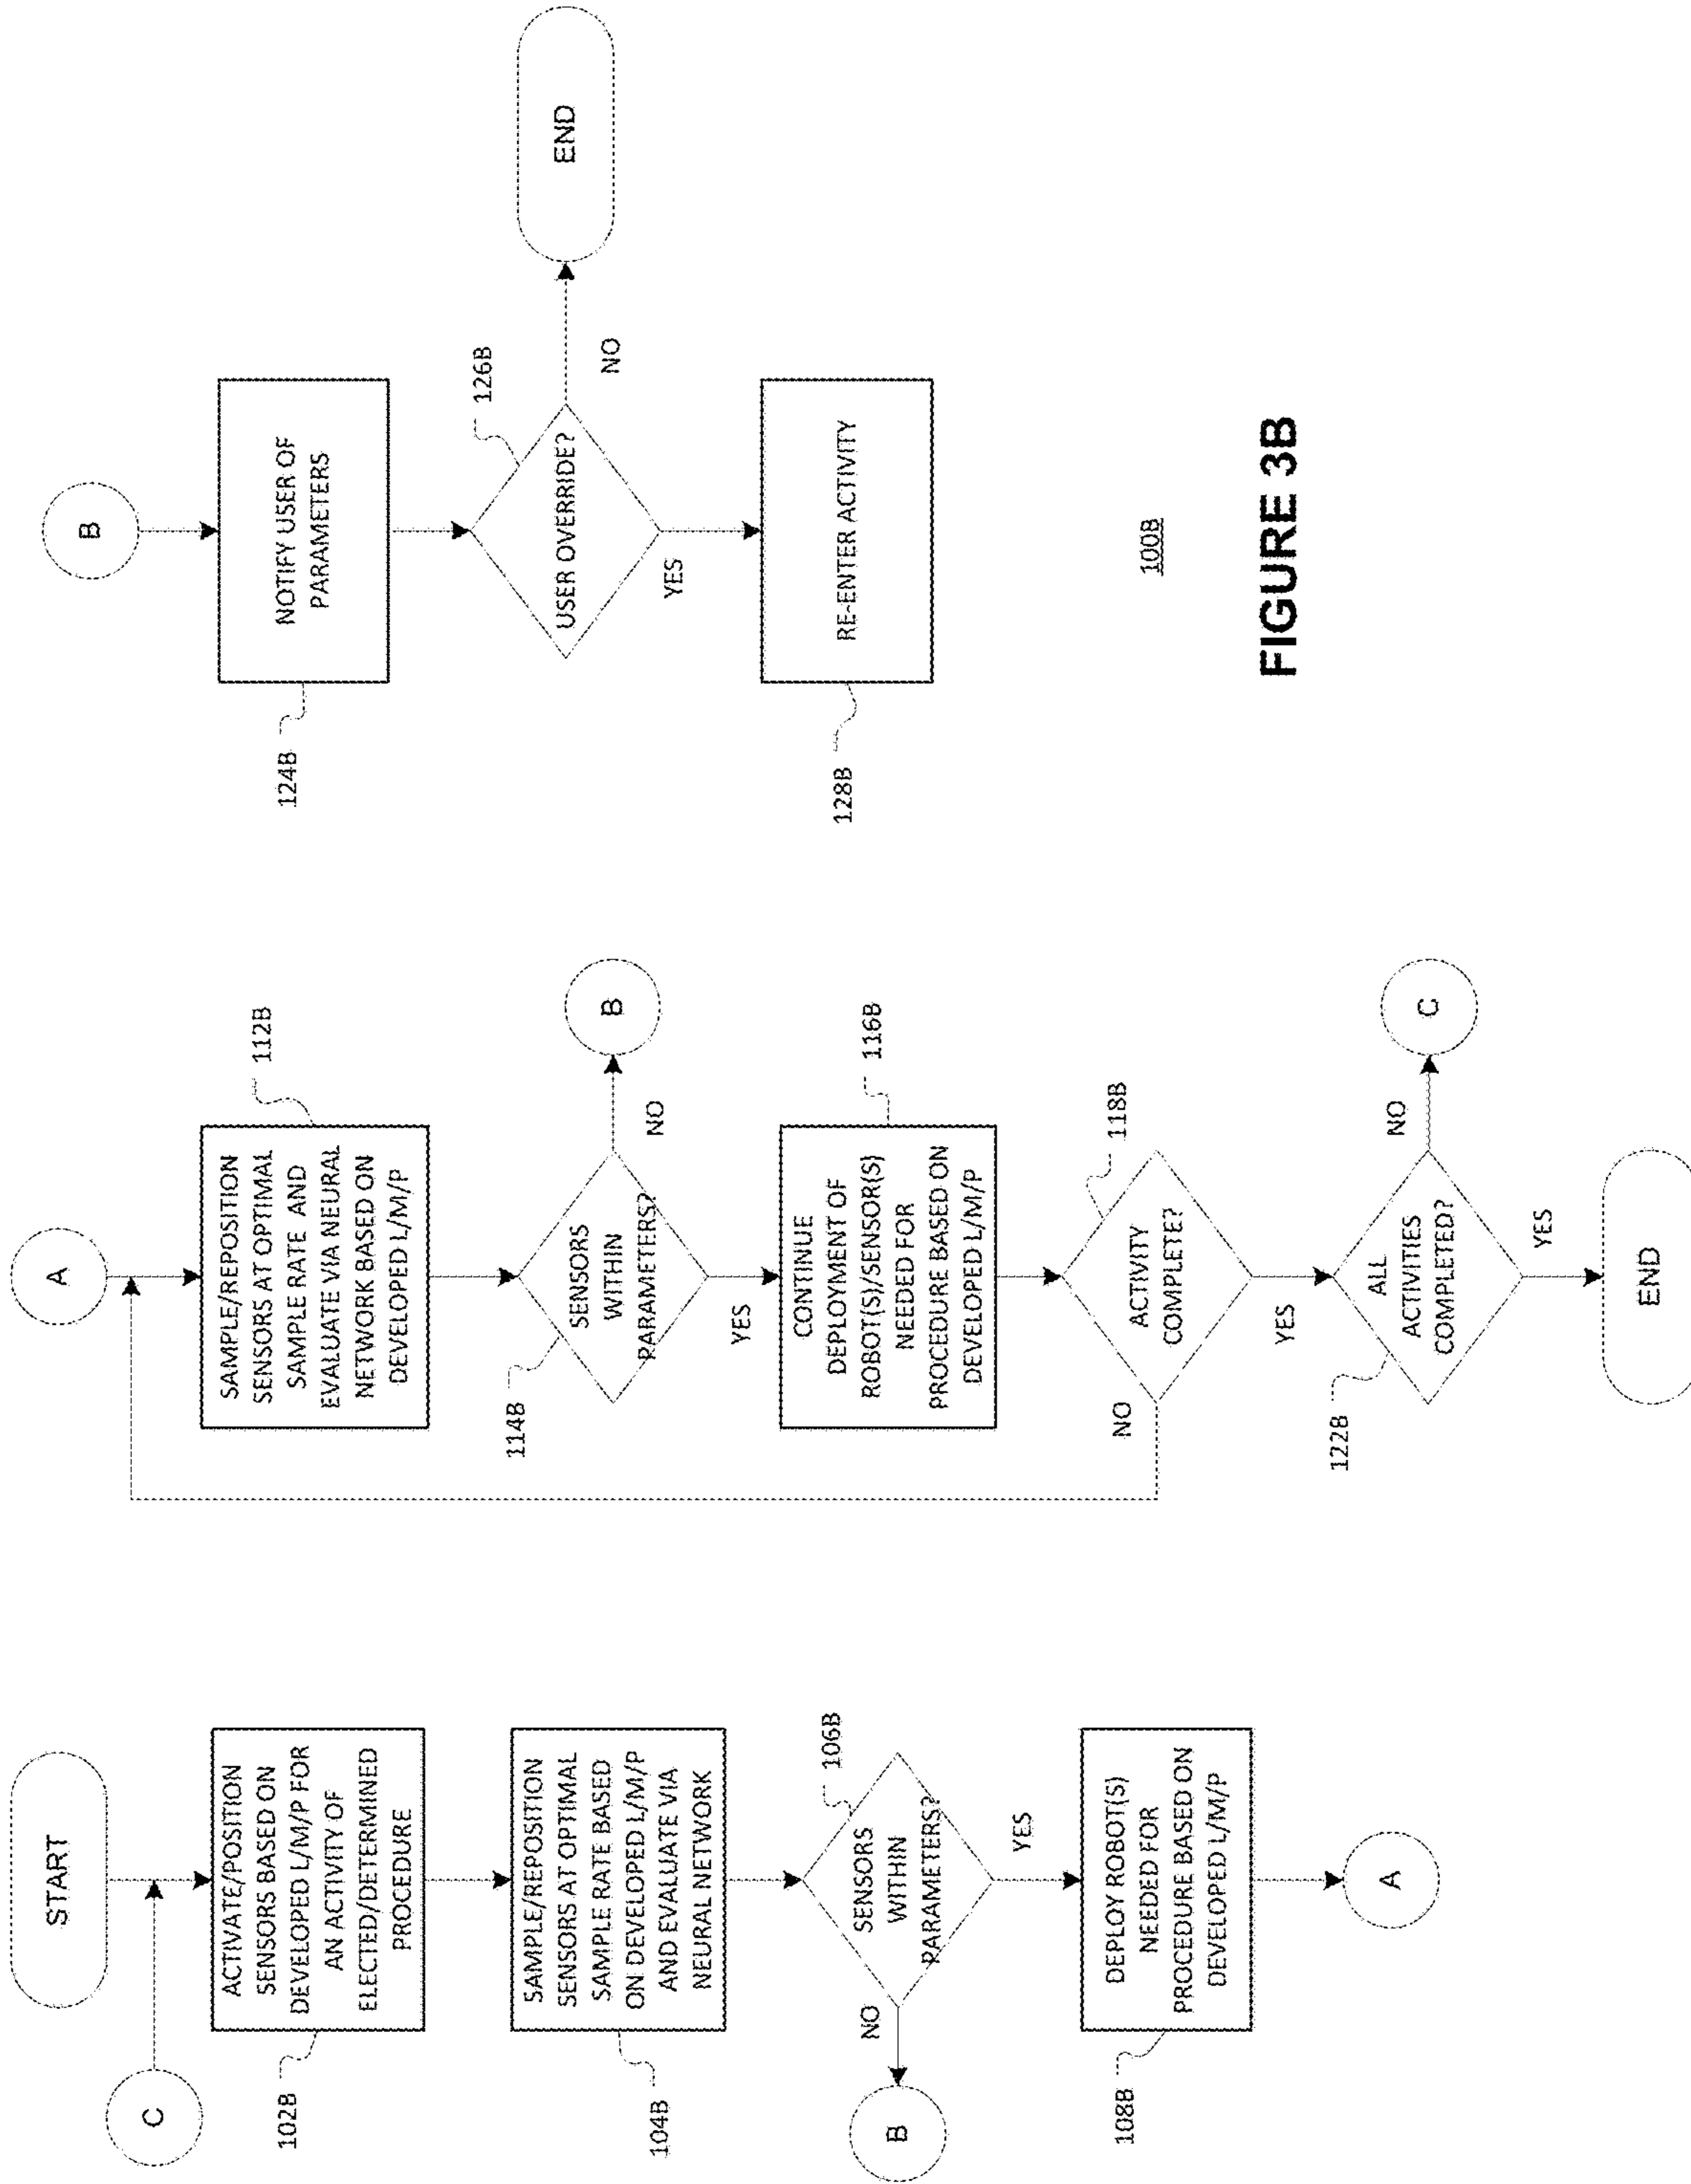 START
C
102B
ACTIVATE/POSITION
SENSORS BASED ON
DEVELOPED L/M/P FOR
AN ACTIVITY OF
ELECTED/DETERMINED
PROCEDURE
104B
SAMPLE/REPOSITION
SENSORS AT OPTIMAL
SAMPLE RATE BASED
ON DEVELOPED L/M/P
AND EVALUATE VIA
NEURAL NETWORK
106B
SENSORS
WITHIN
PARAMETERS?
NO
B
YES
108B
DEPLOY ROBOT(S)
NEEDED FOR
PROCEDURE BASED ON
DEVELOPED L/M/P
A
A
112B
SAMPLE/REPOSITION
SENSORS AT OPTIMAL
SAMPLE RATE AND
EVALUATE VIA NEURAL
NETWORK BASED ON
DEVELOPED L/M/P
114B
SENSORS
WITHIN
PARAMETERS?
NO
B
YES
116B
CONTINUE
DEPLOYMENT OF
ROBOT(S)/SENSOR(S)
NEEDED FOR
PROCEDURE BASED ON
DEVELOPED L/M/P
118B
ACTIVITY
COMPLETE?
NO
YES
122B
ALL
ACTIVITIES
COMPLETED?
NO
C
YES
END
B
124B
NOTIFY USER OF
PARAMETERS
126B
USER OVERRIDE?
NO
END
YES
128B
RE-ENTER ACTIVITY
100B
FIGURE 3B